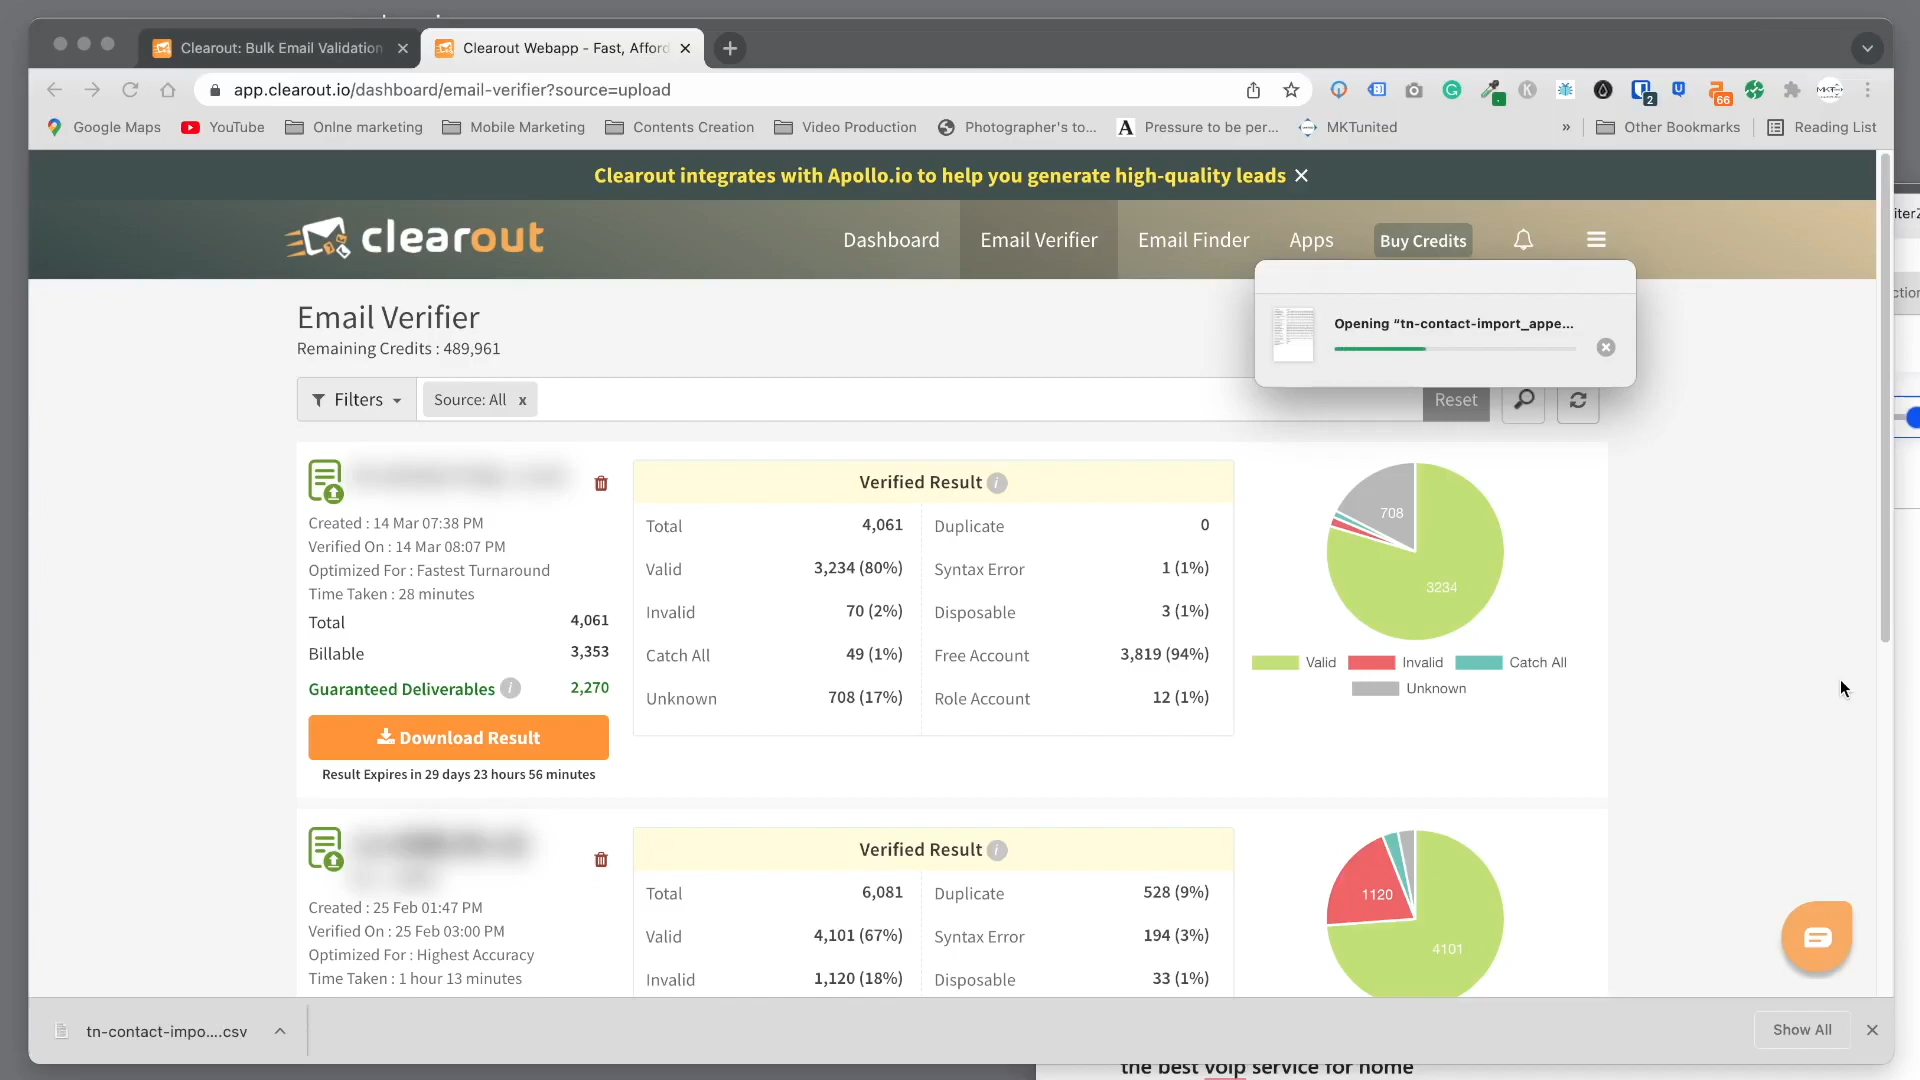 Clearout: Bulk Email Validation
Clearout Webapp - Fast, Afford
app.clearout.io/dashboard/email-verifier?source=upload
2
66
Google Maps
YouTube
Onlne marketing
Mobile Marketing
Contents Creation
Video Production
Photographer's to...
Pressure to be per...
MKTunited
»
Other Bookmarks
Reading List
Clearout integrates with Apollo.io to help you generate high-quality leads
clearout
Dashboard
Email Verifier
Email Finder
Apps
Buy Credits
Opening “tn-contact-import_appe...
Email Verifier
Remaining Credits : 489,961
Filters
Source: All x
Reset
Created : 14 Mar 07:38 PM
Verified On : 14 Mar 08:07 PM
Optimized For : Fastest Turnaround
Time Taken : 28 minutes
Total 4,061
Billable 3,353
Guaranteed Deliverables 2,270
Download Result
Result Expires in 29 days 23 hours 56 minutes
Verified Result
Total 4,061
Valid 3,234 (80%)
Invalid 70 (2%)
Catch All 49 (1%)
Unknown 708 (17%)
Duplicate 0
Syntax Error 1 (1%)
Disposable 3 (1%)
Free Account 3,819 (94%)
Role Account 12 (1%)
708
3234
Valid Invalid Catch All
Unknown
Created : 25 Feb 01:47 PM
Verified On : 25 Feb 03:00 PM
Optimized For : Highest Accuracy
Time Taken : 1 hour 13 minutes
Verified Result
Total 6,081
Valid 4,101 (67%)
Invalid 1,120 (18%)
Duplicate 528 (9%)
Syntax Error 194 (3%)
Disposable 33 (1%)
1120
4101
tn-contact-impo....csv
Show All
the best voip service for home